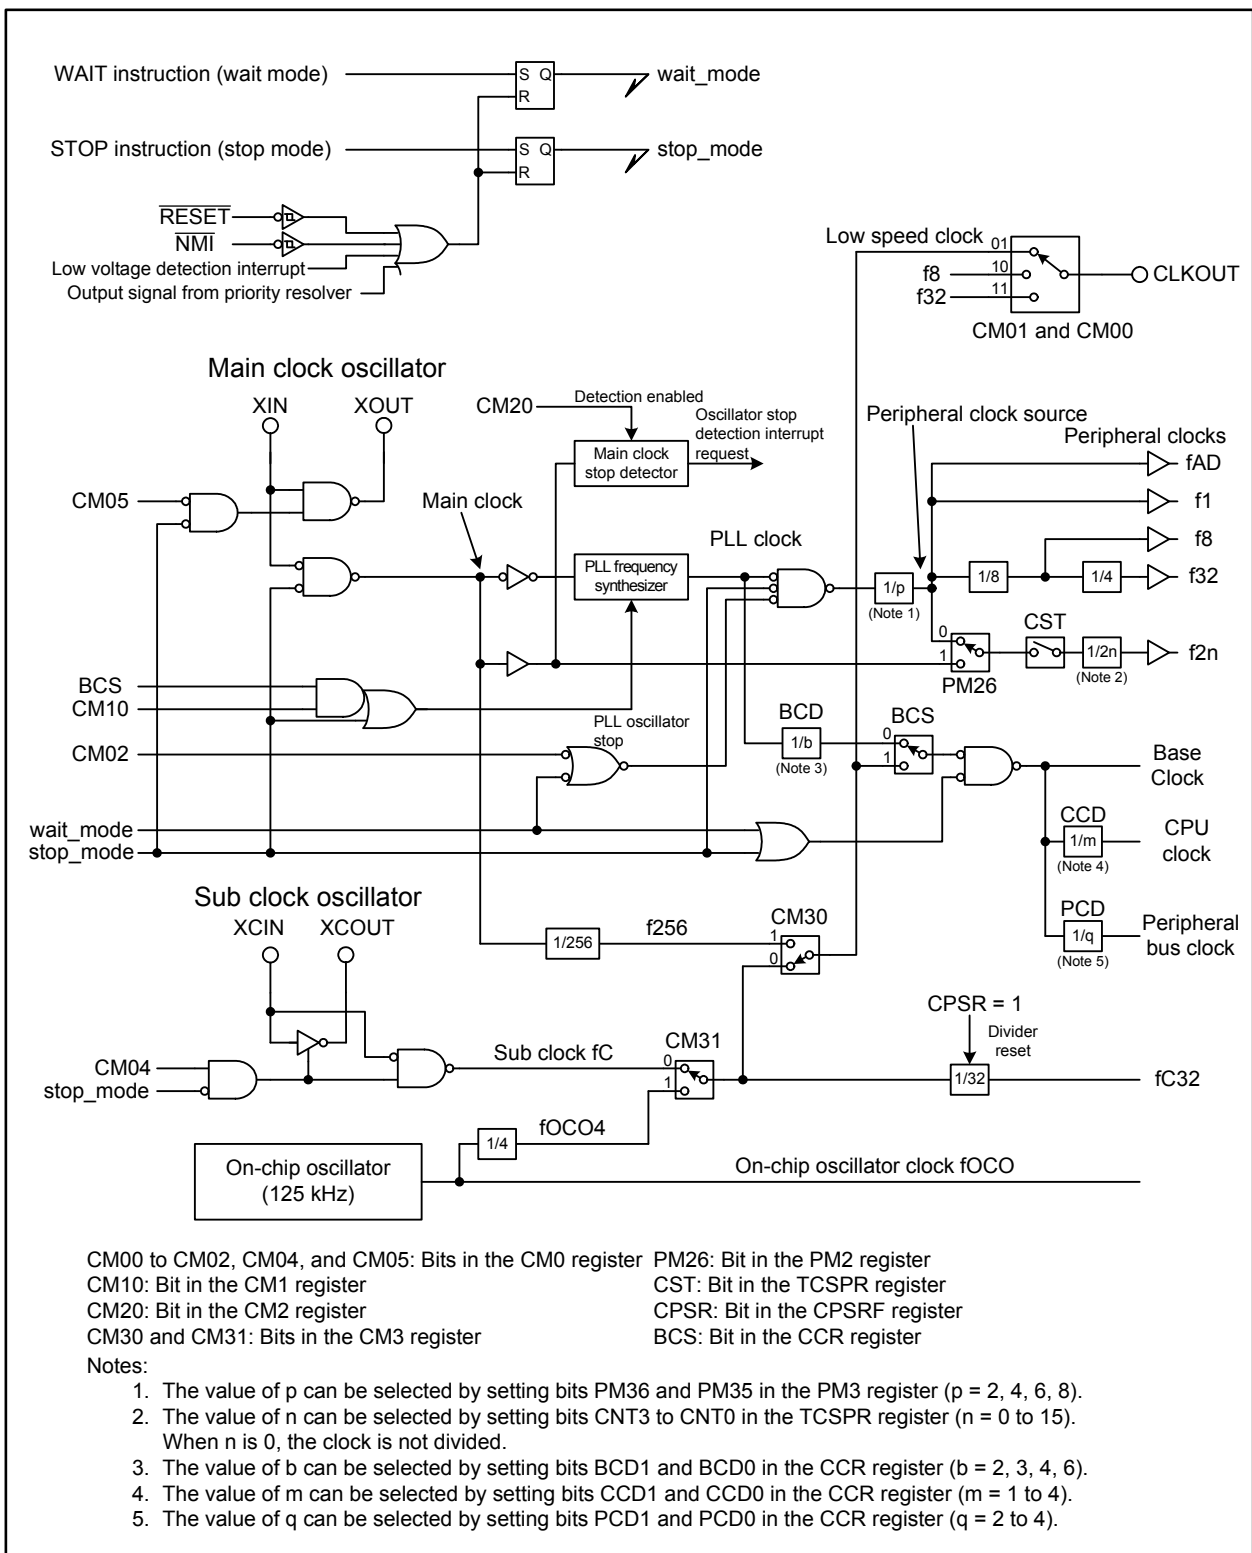 WAIT instruction (wait mode)
S Q
R
wait_mode
STOP instruction (stop mode)
S Q
R
stop_mode
RESET
NMI
Low voltage detection interrupt
Output signal from priority resolver
Low speed clock
01
f8
10
f32
11
CLKOUT
CM01 and CM00
Main clock oscillator
XIN
XOUT
CM20
Detection enabled
Oscillator stop
detection interrupt
request
Main clock
stop detector
Peripheral clock source
Peripheral clocks
fAD
f1
f8
f32
f2n
CM05
Main clock
PLL clock
PLL frequency
synthesizer
1/p
(Note 1)
1/8
1/4
0
1
PM26
CST
1/2n
(Note 2)
BCS
CM10
CM02
PLL oscillator
stop
BCD
1/b
(Note 3)
BCS
0
1
Base
Clock
wait_mode
stop_mode
CCD
1/m
(Note 4)
CPU
clock
PCD
1/q
(Note 5)
Peripheral
bus clock
Sub clock oscillator
XCIN
XCOUT
1/256
f256
CM30
1
0
CM04
stop_mode
Sub clock fC
CM31
0
1
CPSR = 1
Divider
reset
1/32
fC32
1/4
fOCO4
On-chip oscillator
(125 kHz)
On-chip oscillator clock fOCO
CM00 to CM02, CM04, and CM05: Bits in the CM0 register
PM26: Bit in the PM2 register
CM10: Bit in the CM1 register
CST: Bit in the TCSPR register
CM20: Bit in the CM2 register
CPSR: Bit in the CPSRF register
CM30 and CM31: Bits in the CM3 register
BCS: Bit in the CCR register
Notes:
1. The value of p can be selected by setting bits PM36 and PM35 in the PM3 register (p = 2, 4, 6, 8).
2. The value of n can be selected by setting bits CNT3 to CNT0 in the TCSPR register (n = 0 to 15).
When n is 0, the clock is not divided.
3. The value of b can be selected by setting bits BCD1 and BCD0 in the CCR register (b = 2, 3, 4, 6).
4. The value of m can be selected by setting bits CCD1 and CCD0 in the CCR register (m = 1 to 4).
5. The value of q can be selected by setting bits PCD1 and PCD0 in the CCR register (q = 2 to 4).